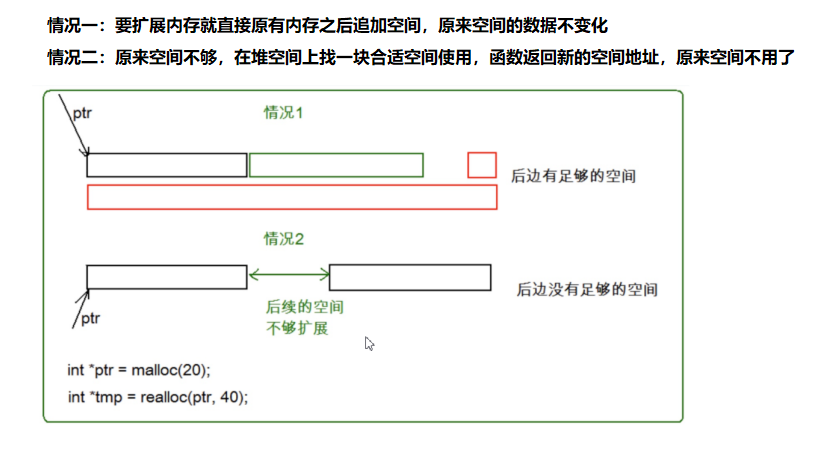 情况一：要扩展内存就直接原有内存之后追加空间，原来空间的数据不变化
情况二：原来空间不够，在堆空间上找一块合适空间使用，函数返回新的空间地址，原来空间不用了
ptr
情况1
后边有足够的空间
情况2
后边没有足够的空间
后续的空间
不够扩展
ptr
int *ptr = malloc(20);
int *tmp = realloc(ptr, 40);